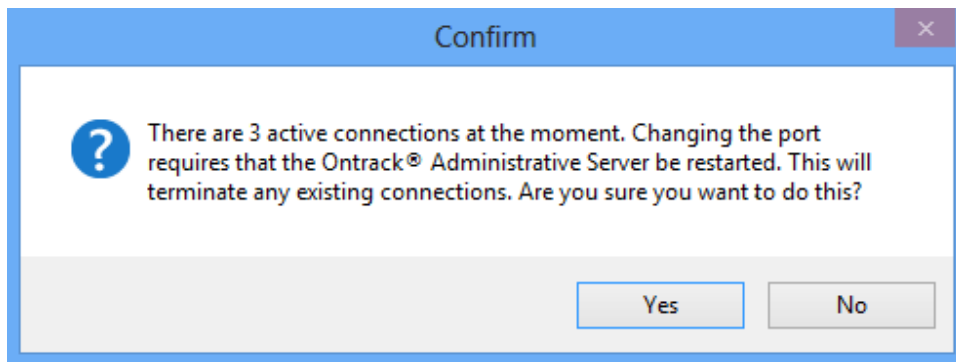 Confirm
There are 3 active connections at the moment. Changing the port
requires that the Ontrack® Administrative Server be restarted. This will
terminate any existing connections. Are you sure you want to do this?
Yes
No